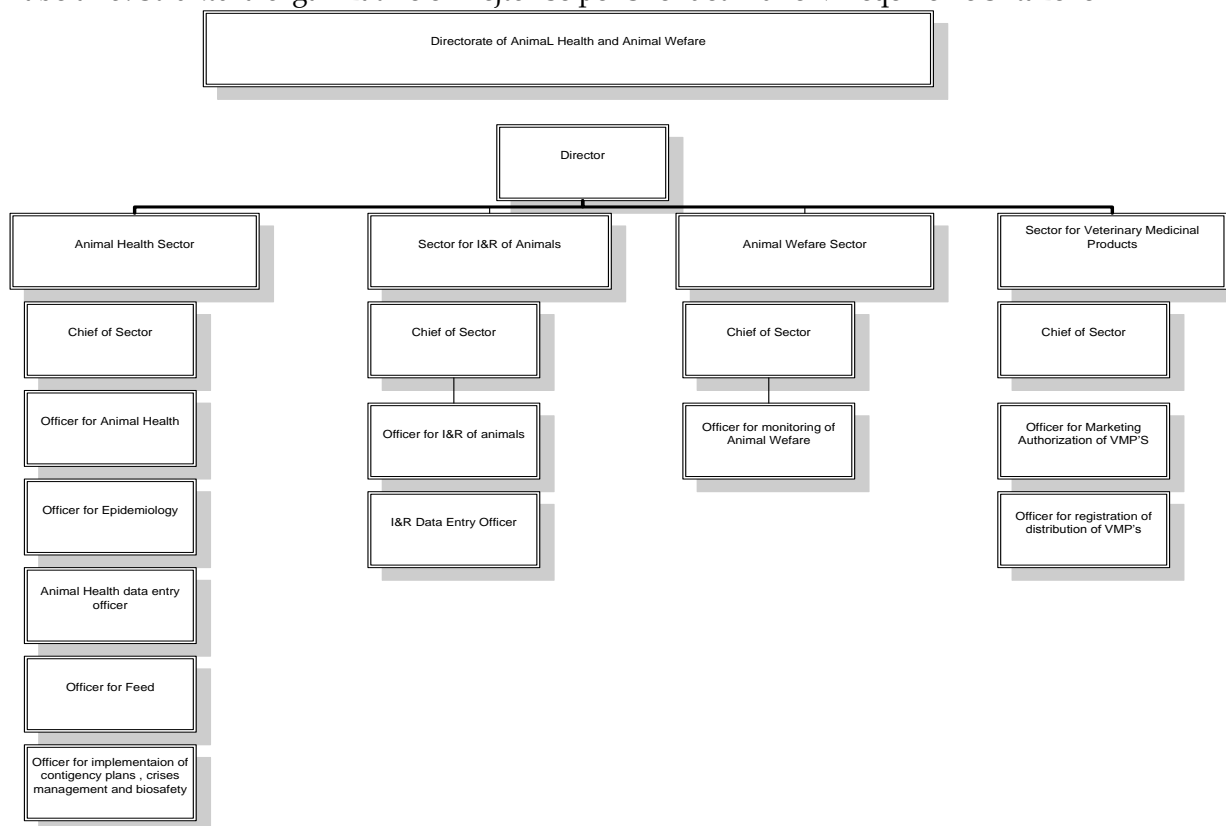 Directorate of AnimaL Health and Animal Wefare
Director
Animal Health Sector
Sector for I&R of Animals
Animal Wefare Sector
Sector for Veterinary Medicinal
Products
Chief of Sector
Chief of Sector
Chief of Sector
Chief of Sector
Officer for Animal Health
Officer for I&R of animals
Officer for monitoring of
Animal Wefare
Officer for Marketing
Authorization of VMP'S
Officer for Epidemiology
I&R Data Entry Officer
Officer for registration of
distribution of VMP's
Animal Health data entry
officer
Officer for Feed
Officer for implementaion of
contigency plans , crises
management and biosafety